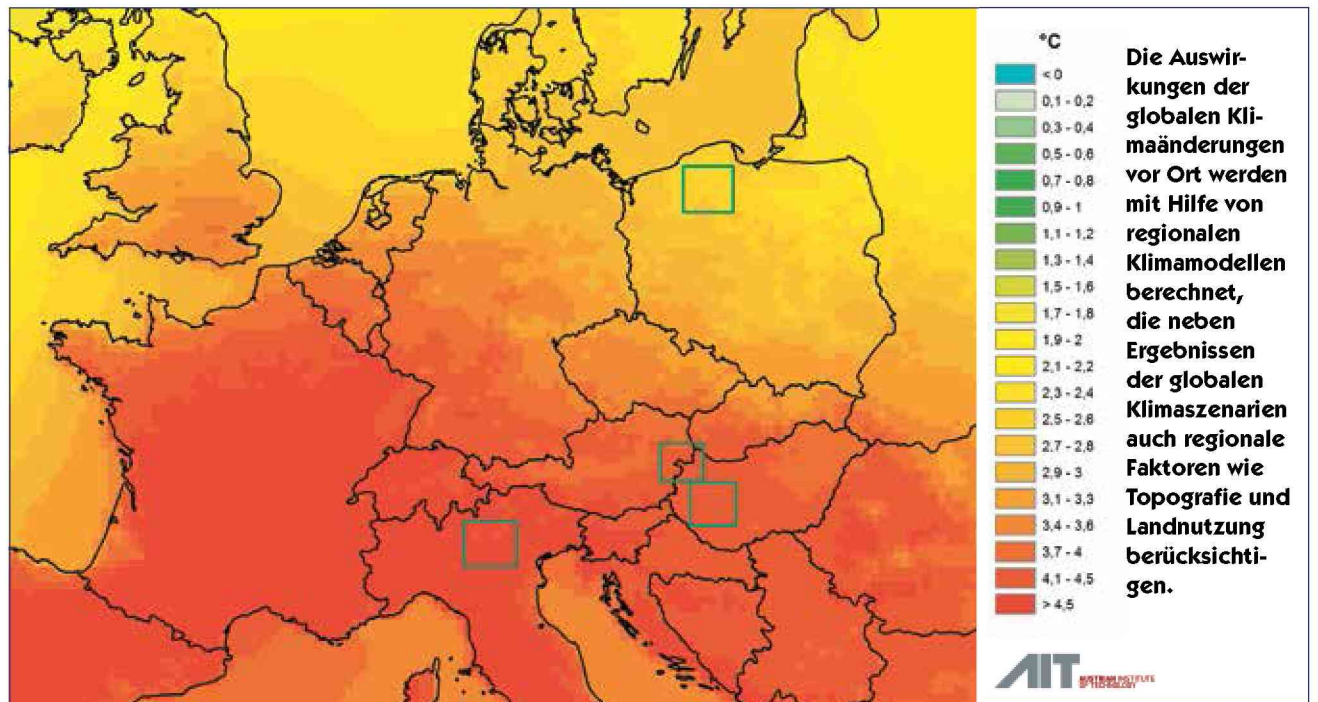 °C
< 0
0,1 - 0,2
0,3 - 0,4
0,5 - 0,6
0,7 - 0,8
0,9 - 1
1,1 - 1,2
1,3 - 1,4
1,5 - 1,6
1,7 - 1,8
1,9 - 2
2,1 - 2,2
2,3 - 2,4
2,5 - 2,6
2,7 - 2,8
2,9 - 3
3,1 - 3,3
3,4 - 3,6
3,7 - 4
4,1 - 4,5
> 4,5
Die Auswir-
kungen der
globalen Kli-
maänderungen
vor Ort werden
mit Hilfe von
regionalen
Klimamodellen
berechnet,
die neben
Ergebnissen
der globalen
Klimaszenarien
auch regionale
Faktoren wie
Topografie und
Landnutzung
berücksichti-
gen.
AIT
AUSTRIAN INSTITUTE
OF TECHNOLOGY